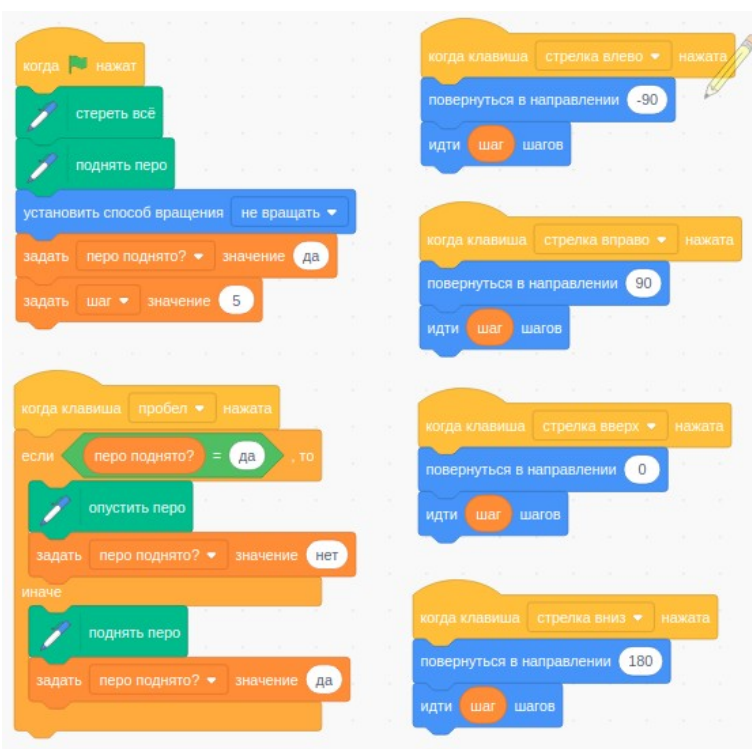 когда нажат
стереть всё
поднять перо
установить способ вращения не вращать
задать перо поднято? значение да
задать шаг значение 5
когда клавиша пробел нажата
если перо поднято? = да , то
опустить перо
задать перо поднято? значение нет
иначе
поднять перо
задать перо поднято? значение да
когда клавиша стрелка влево нажата
повернуться в направлении -90
идти шаг шагов
когда клавиша стрелка вправо нажата
повернуться в направлении 90
идти шаг шагов
когда клавиша стрелка вверх нажата
повернуться в направлении 0
идти шаг шагов
когда клавиша стрелка вниз нажата
повернуться в направлении 180
идти шаг шагов